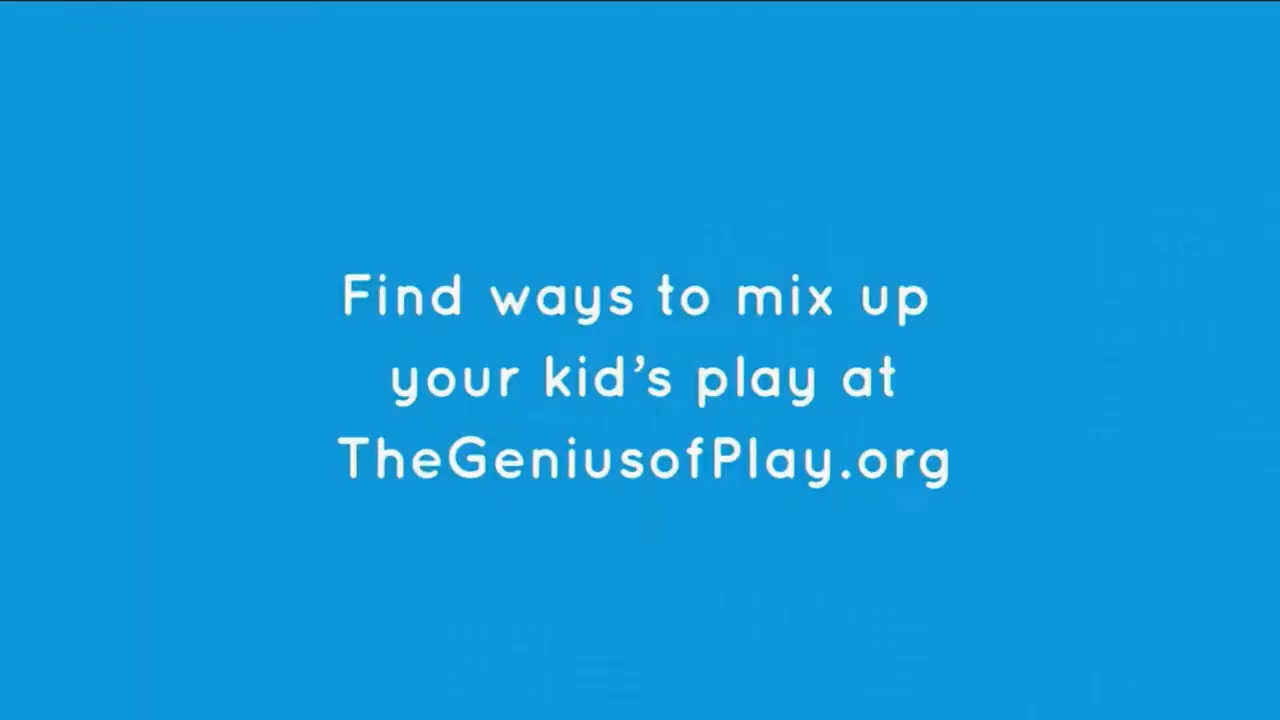 Find ways to mix up
your kid’s play at
TheGeniusofPlay.org